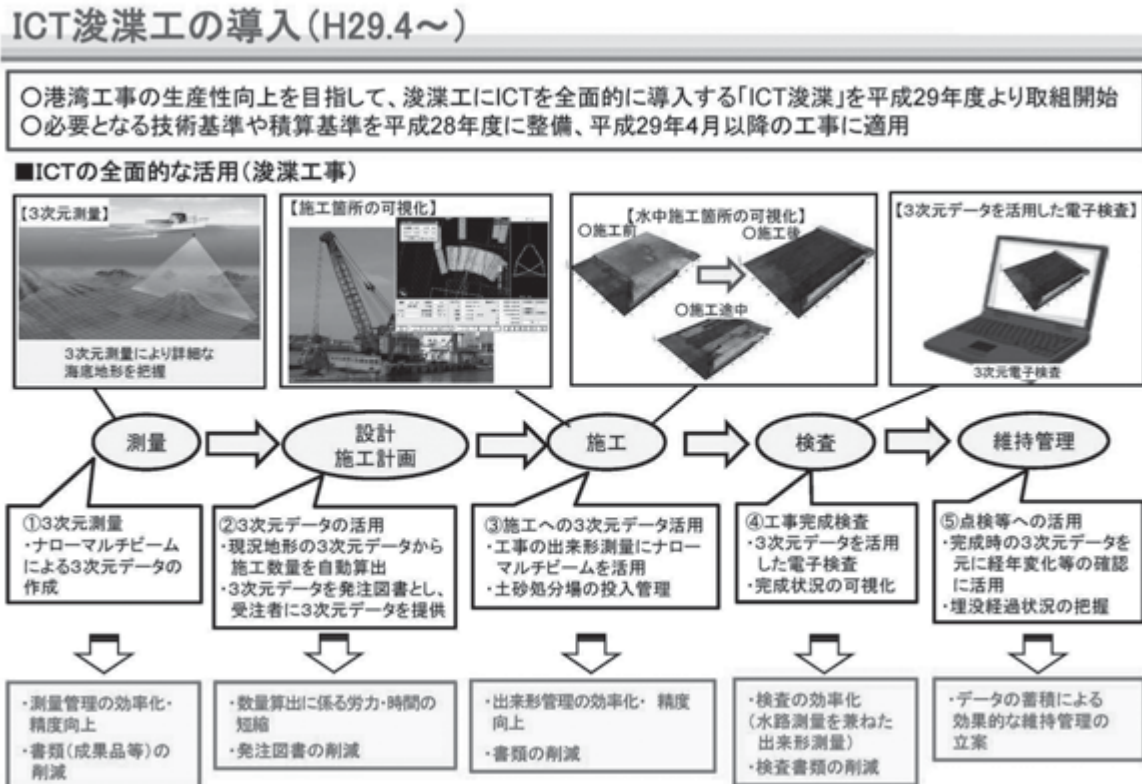 ICT浚渫工の導入(H29.4～)
○港湾工事の生産性向上を目指して、浚渫工にICTを全面的に導入する「ICT浚渫」を平成29年度より取組開始
○必要となる技術基準や積算基準を平成28年度に整備、平成29年4月以降の工事に適用
■ICTの全面的な活用(浚渫工事)
【3次元測量】
3次元測量により詳細な
海底地形を把握
【施工箇所の可視化】
【水中施工箇所の可視化】
○施工前
○施工後
○施工途中
【3次元データを活用した電子検査】
3次元電子検査
測量
設計
施工計画
施工
検査
維持管理
①3次元測量
・ナローマルチビーム
による3次元データの
作成
②3次元データの活用
・現況地形の3次元データから
施工数量を自動算出
・3次元データを発注図書とし、
受注者に3次元データを提供
③施工への3次元データ活用
・工事の出来形測量にナロー
マルチビームを活用
・土砂処分場の投入管理
④工事完成検査
・3次元データを活用
した電子検査
・完成状況の可視化
⑤点検等への活用
・完成時の3次元データを
元に経年変化等の確認
に活用
・埋没経過状況の把握
・測量管理の効率化・
精度向上
・書類(成果品等)の
削減
・数量算出に係る労力・時間の
短縮
・発注図書の削減
・出来形管理の効率化・ 精度
向上
・書類の削減
・検査の効率化
(水路測量を兼ねた
出来形測量)
・検査書類の削減
・データの蓄積による
効果的な維持管理の
立案